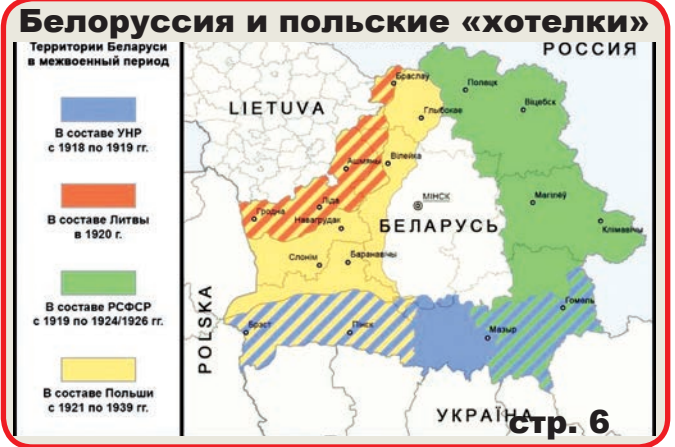 Белоруссия и польские «хотелки»
Территории Беларуси
в межвоенный период
В составе УНР
с 1918 по 1919 гг.
В составе Литвы
в 1920 г.
В составе РСФСР
с 1919 по 1924/1926 гг.
В составе Польши
с 1921 по 1939 гг.
РОССИЯ
LIETUVA
POLSKA
БЕЛАРУСЬ
УКРАЇНА
Браслаў
Полацк
Глыбокае
Віцебск
Ашмяны
Вілейка
МІНСК
Ліда
Гродна
Навагрудак
Магілёў
Клімавічы
Слонім
Баранавічы
Гомель
Брэст
Пінск
Мазыр
стр. 6